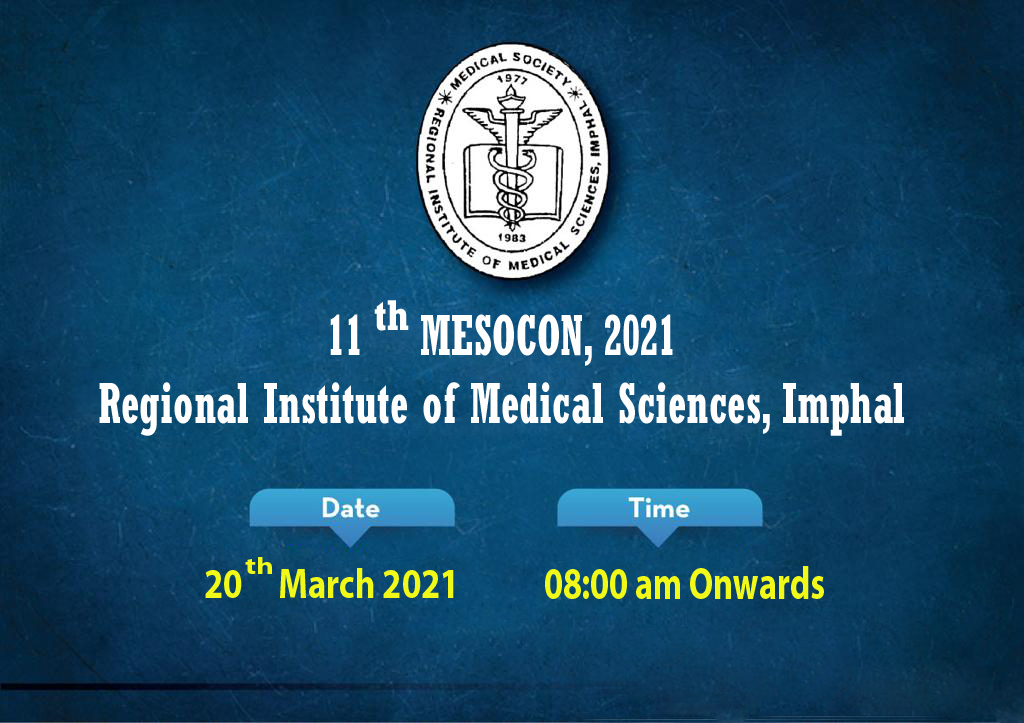 MEDICAL SOCIETY
1977
REGIONAL INSTITUTE OF MEDICAL SCIENCES, IMPHAL
1983
11 th MESOCON, 2021
Regional Institute of Medical Sciences, Imphal
Date
Time
20 th March 2021
08:00 am Onwards